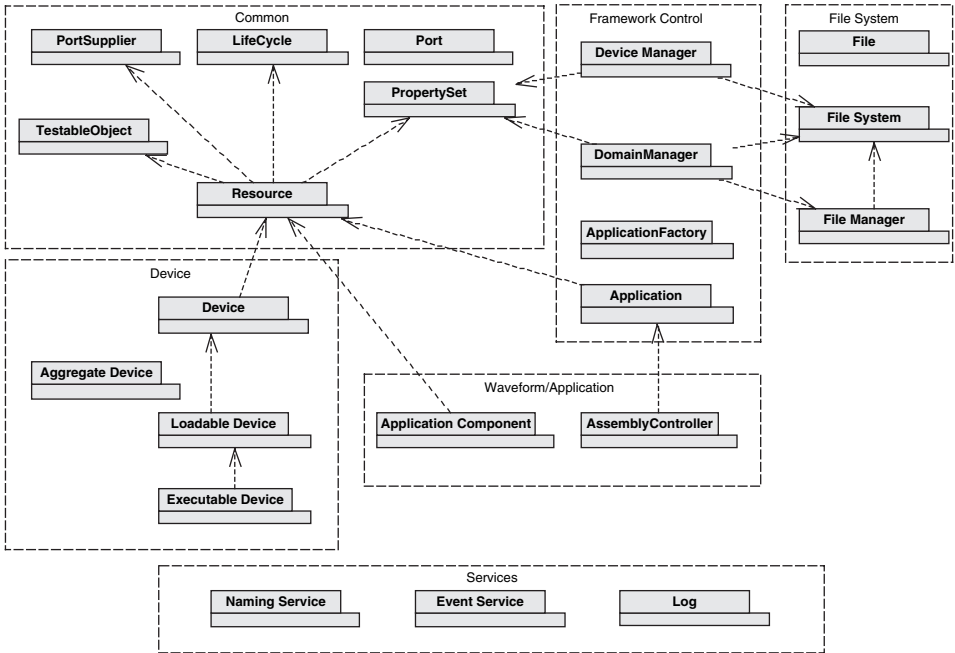 Common
PortSupplier
LifeCycle
Port
PropertySet
TestableObject
Resource
Framework Control
Device Manager
DomainManager
ApplicationFactory
Application
File System
File
File System
File Manager
Device
Device
Aggregate Device
Loadable Device
Executable Device
Waveform/Application
Application Component
AssemblyController
Services
Naming Service
Event Service
Log